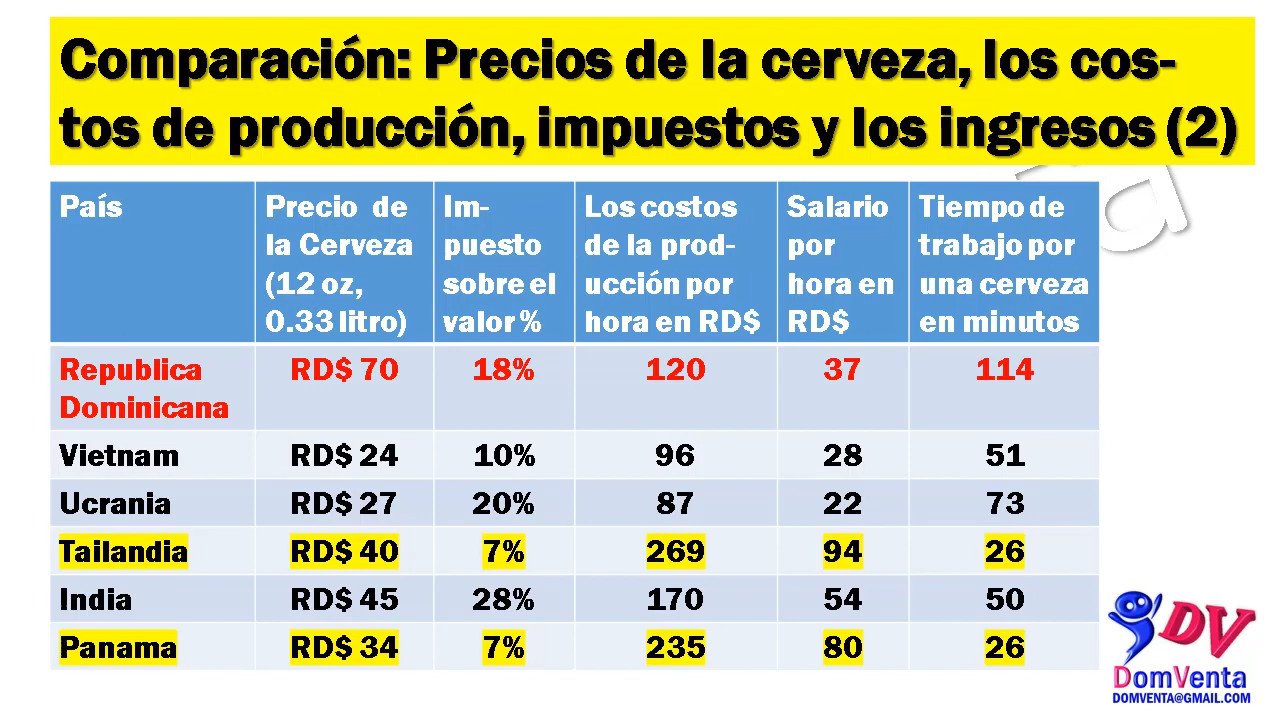 Comparación: Precios de la cerveza, los cos-
tos de producción, impuestos y los ingresos (2)
País
Precio de
la Cerveza
(12 oz,
0.33 litro)
Im-
puesto
sobre el
valor %
Los costos
de la prod-
ucción por
hora en RD$
Salario
por
hora en
RD$
Tiempo de
trabajo por
una cerveza
en minutos
Republica
Dominicana
RD$ 70
18%
120
37
114
Vietnam
RD$ 24
10%
96
28
51
Ucrania
RD$ 27
20%
87
22
73
Tailandia
RD$ 40
7%
269
94
26
India
RD$ 45
28%
170
54
50
Panama
RD$ 34
7%
235
80
26
DV
DomVenta
DOMVENTA@GMAIL.COM